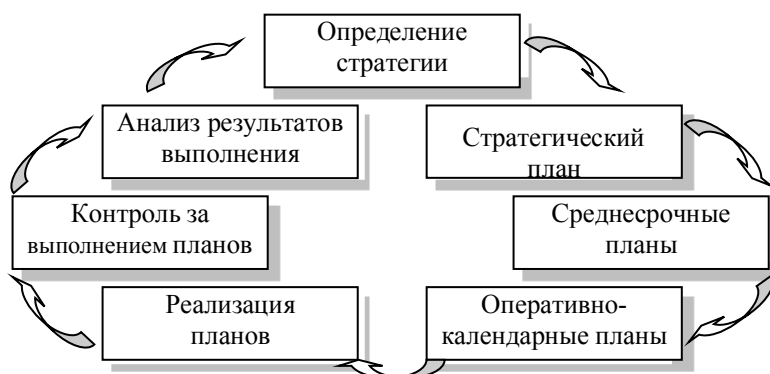 Определение
стратегии
Анализ результатов
выполнения
Стратегический
план
Контроль за
выполнением планов
Среднесрочные
планы
Реализация
планов
Оперативно-
календарные планы